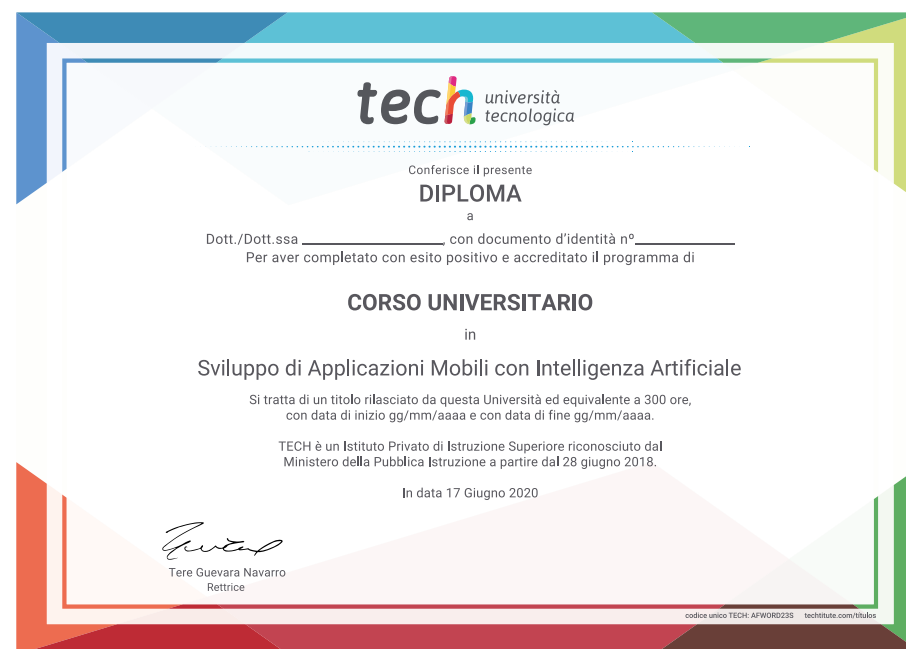 tech università
tecnologica
Conferisce il presente
DIPLOMA
a
Dott./Dott.ssa ____________________, con documento d'identità nº______________
Per aver completato con esito positivo e accreditato il programma di
CORSO UNIVERSITARIO
in
Sviluppo di Applicazioni Mobili con Intelligenza Artificiale
Si tratta di un titolo rilasciato da questa Università ed equivalente a 300 ore,
con data di inizio gg/mm/aaaa e con data di fine gg/mm/aaaa.
TECH è un Istituto Privato di Istruzione Superiore riconosciuto dal
Ministero della Pubblica Istruzione a partire dal 28 giugno 2018.
In data 17 Giugno 2020
Tere Guevara Navarro
Rettrice
codice unico TECH: AFWORD23S techtitute.com/titulos